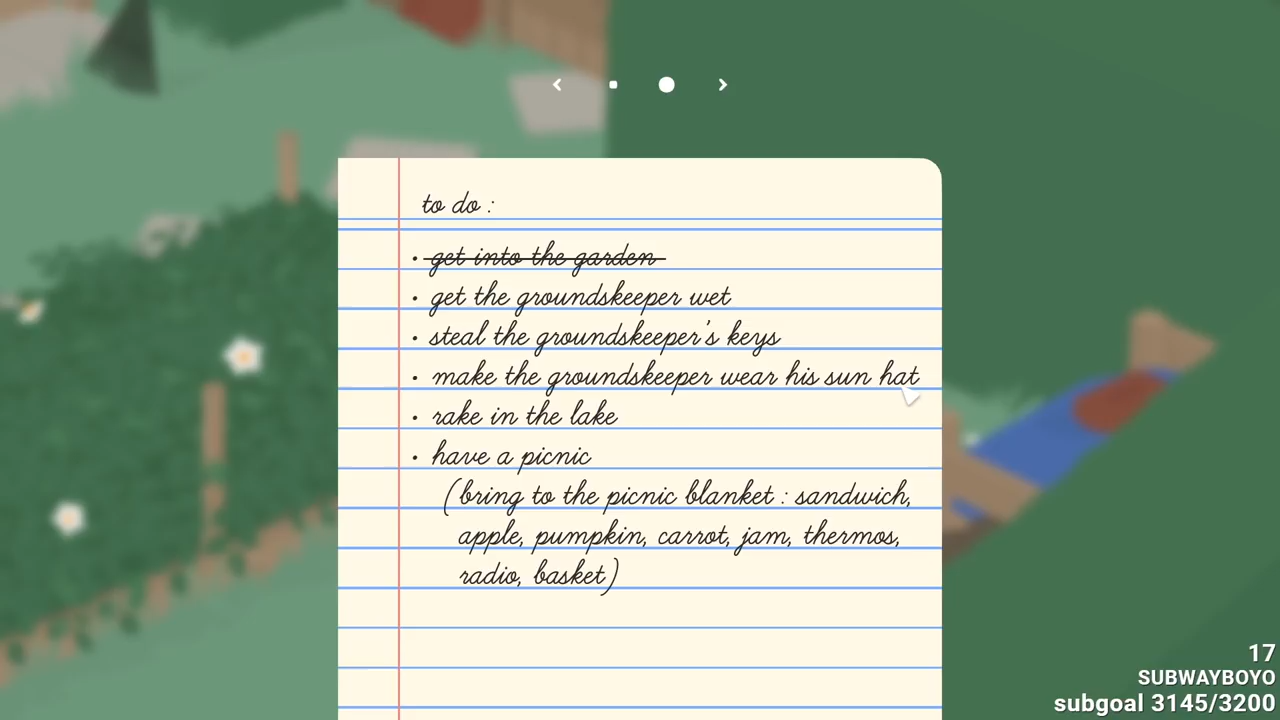 to do :
• get into the garden
• get the groundskeeper wet
• steal the groundskeeper's keys
• make the groundskeeper wear his sun hat
• rake in the lake
• have a picnic
(bring to the picnic blanket : sandwich,
apple, pumpkin, carrot, jam, thermos,
radio, basket)
17
SUBWAYBOYO
subgoal 3145/3200